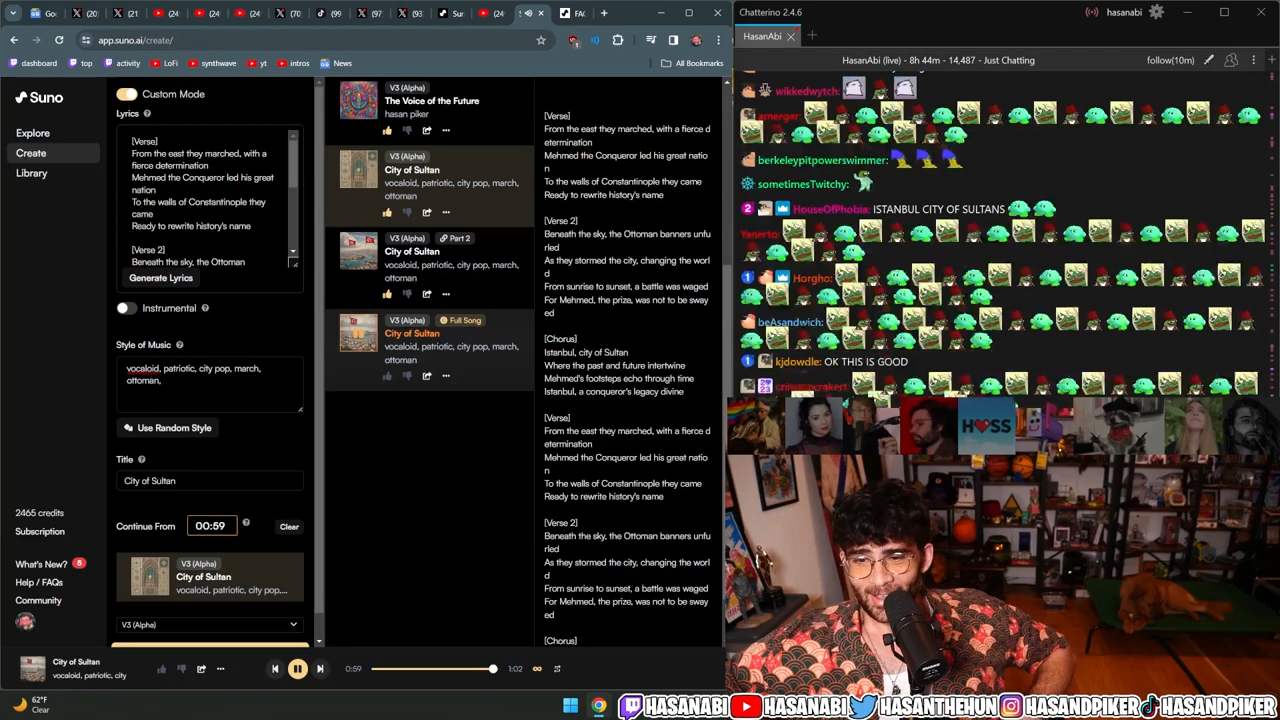 Go
(2
(21
(24
(24
(24
(7(
(9
(97
(93
Su
(24
FAC
app.suno.ai/create/
dashboard
top
activity
LoFi
synthwave
yt
intros
News
All Bookmarks
SUNO
Explore
Create
Library
2465 credits
Subscription
What's New?
6
Help / FAQs
Community
Custom Mode
Lyrics
[Verse]
From the east they marched, with a
fierce determination
Mehmed the Conqueror led his great
nation
To the walls of Constantinople they
came
Ready to rewrite history's name
[Verse 2]
Beneath the sky, the Ottoman
Generate Lyrics
Instrumental
Style of Music
vocaloid, patriotic, city pop, march,
ottoman,
Use Random Style
Title
City of Sultan
Continue From
00:59
Clear
V3 (Alpha)
City of Sultan
vocaloid, patriotic, city pop,...
V3 (Alpha)
V3 (Alpha)
The Voice of the Future
hasan piker
V3 (Alpha)
City of Sultan
vocaloid, patriotic, city pop, march,
ottoman
V3 (Alpha)
Part 2
City of Sultan
vocaloid, patriotic, city pop, march,
ottoman
V3 (Alpha)
Full Song
City of Sultan
vocaloid, patriotic, city pop, march,
ottoman
[Verse]
From the east they marched, with a fierce d
etermination
Mehmed the Conqueror led his great natio
n
To the walls of Constantinople they came
Ready to rewrite history's name
[Verse 2]
Beneath the sky, the Ottoman banners unfu
rled
As they stormed the city, changing the worl
d
From sunrise to sunset, a battle was waged
For Mehmed, the prize, was not to be sway
ed
[Chorus]
Istanbul, city of Sultan
Where the past and future intertwine
Mehmed's footsteps echo through time
Istanbul, a conqueror's legacy divine
[Verse]
From the east they marched, with a fierce d
etermination
Mehmed the Conqueror led his great natio
n
To the walls of Constantinople they came
Ready to rewrite history's name
[Verse 2]
Beneath the sky, the Ottoman banners unfu
rled
As they stormed the city, changing the worl
d
From sunrise to sunset, a battle was waged
For Mehmed, the prize, was not to be sway
ed
[Chorus]
City of Sultan
vocaloid, patriotic, city
0:59
1:02
62°F
Clear
Chatterino 2.4.6
hasanabi
HasanAbi
HasanAbi (live) - 8h 44m - 14,487 - Just Chatting
follow(10m)
wikkedwytch:
amergar:
berkeleypitpowerswimmer:
sometimesTwitchy:
HouseOfPhobia: ISTANBUL CITY OF SULTANS
Yanerto:
Horgho:
beAsandwich:
kjdowdle: OK THIS IS GOOD
HASANABI
HASANABI
HASANTHEHUN
HASANDPIKER
HASANDPIKER